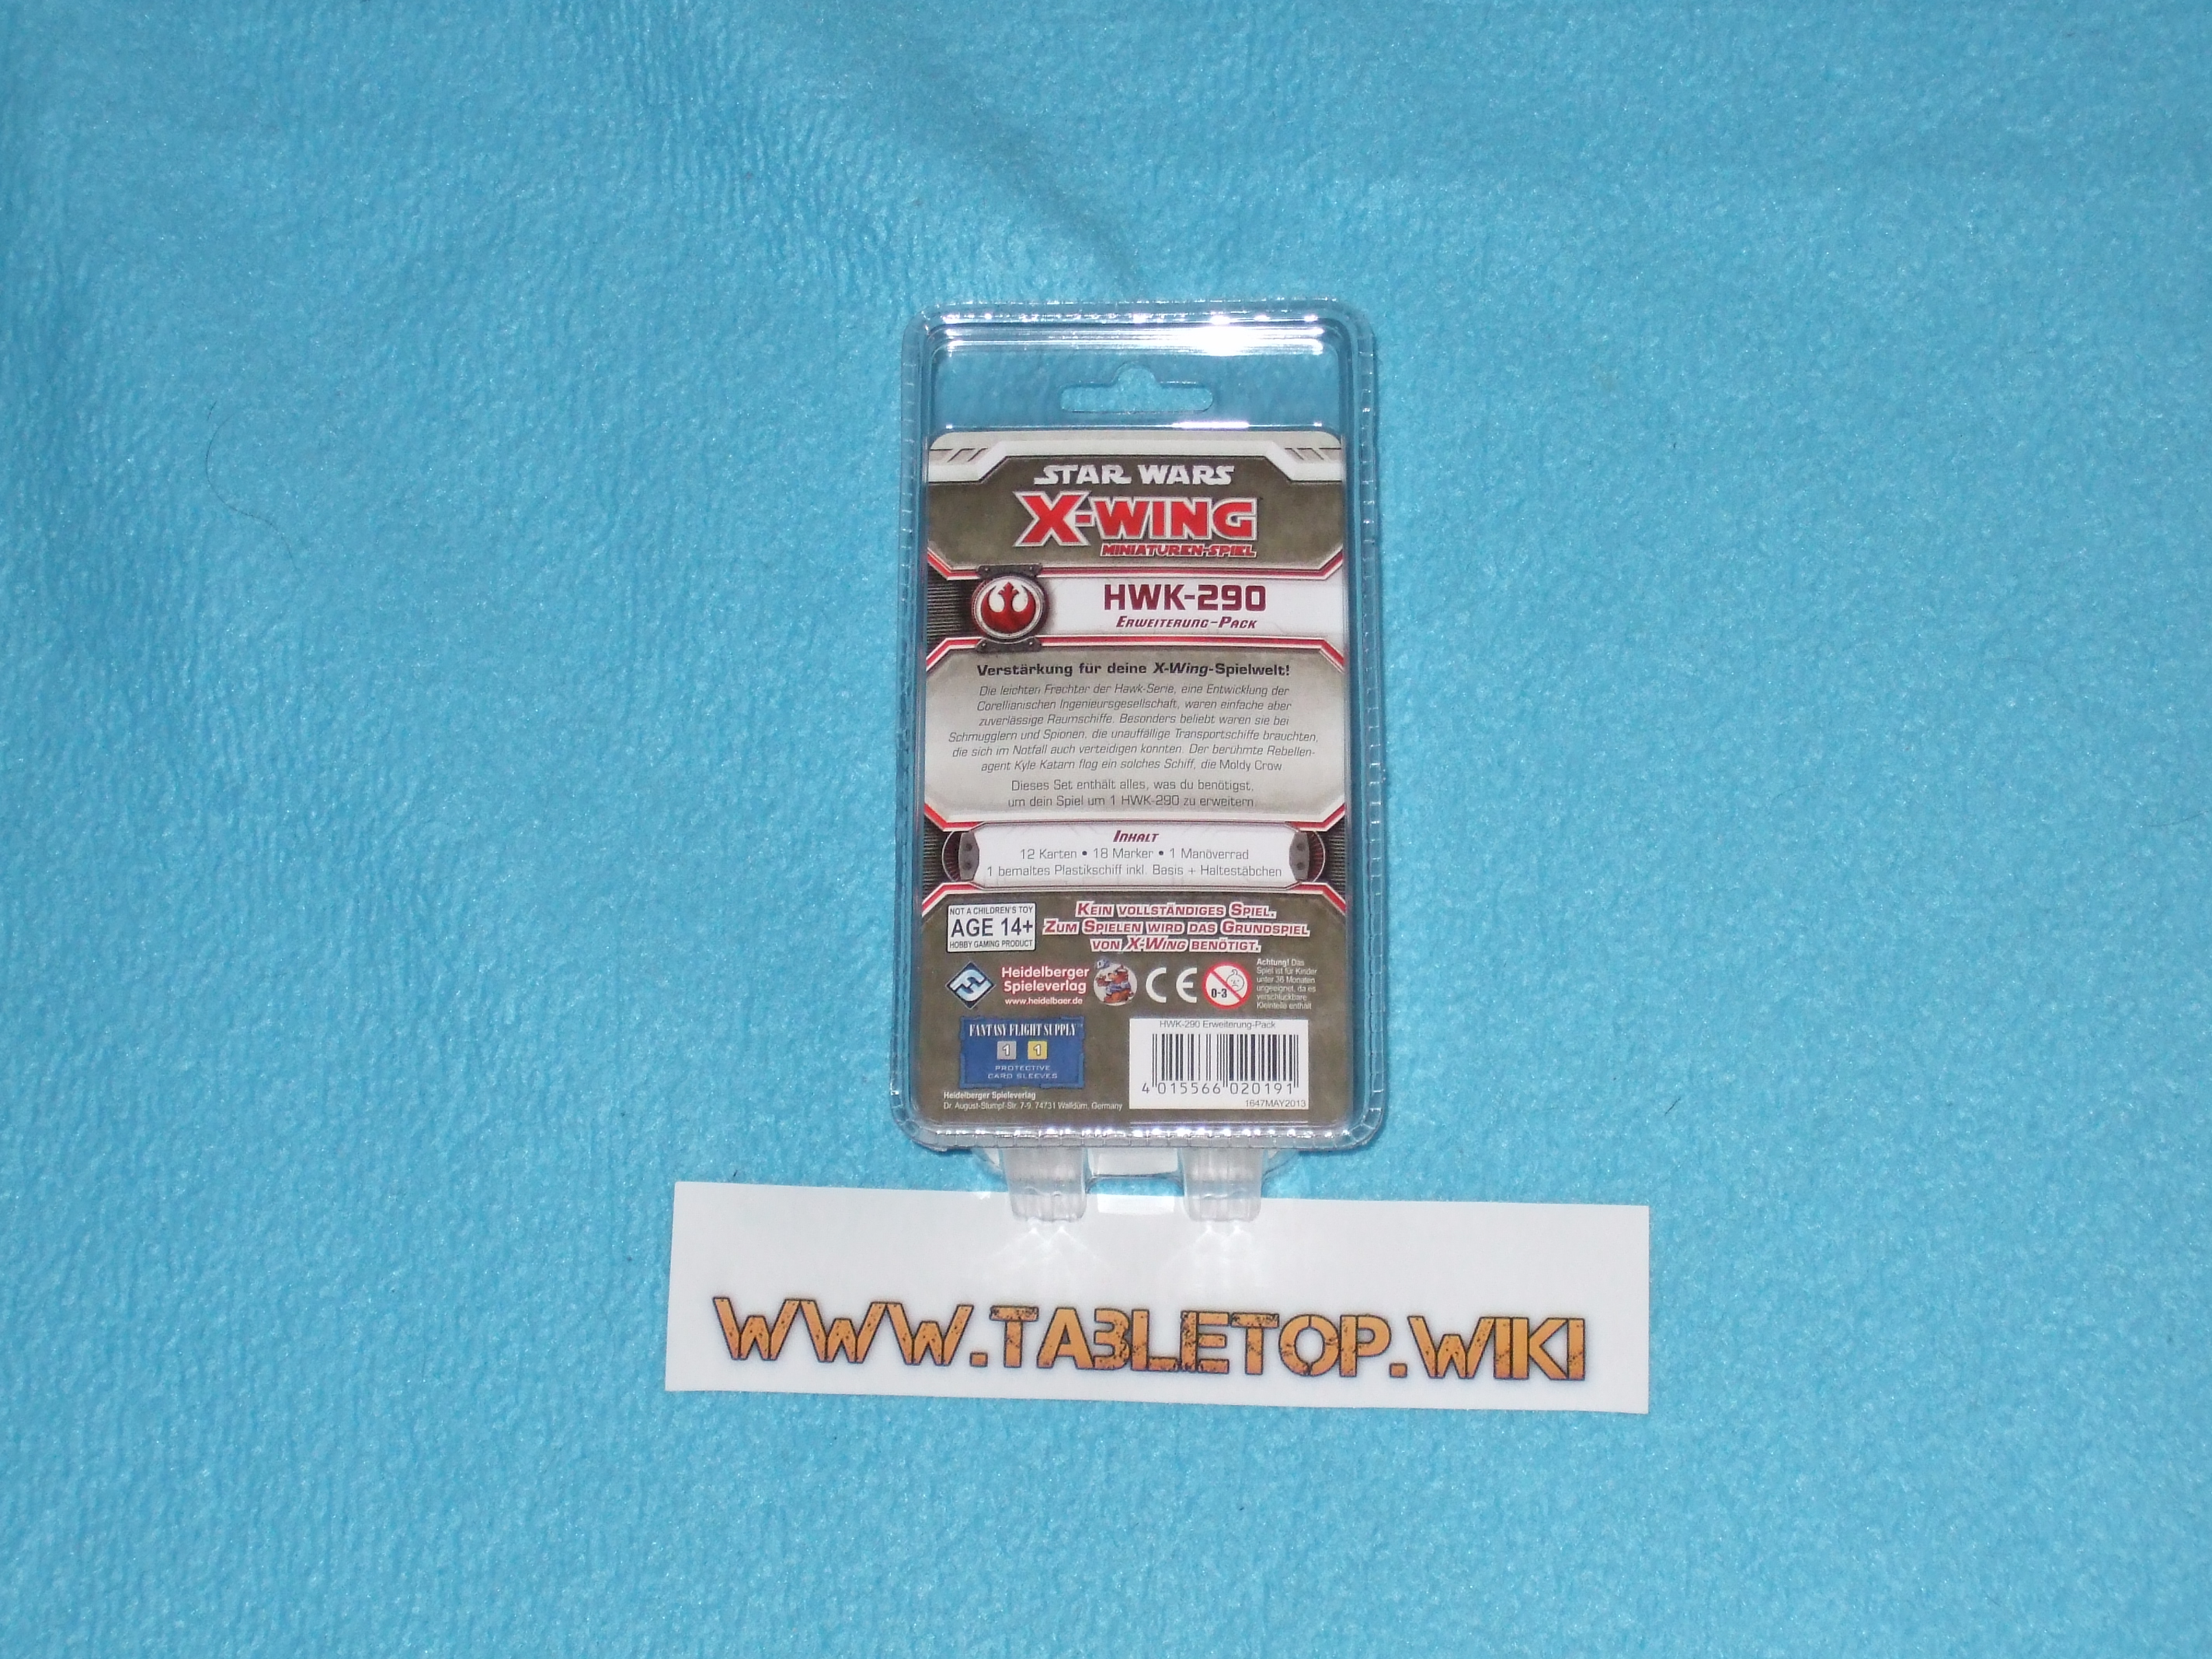 STAR WARS
X-WING
MINIATUREN-SPIEL
HWK-290
ERWEITERUNG-PACK
Verstärkung für deine X-Wing-Spielwelt!
Die leichten Frachter der Hawk-Serie, eine Entwicklung der
Corellianischen Ingenieursgesellschaft, waren einfache aber
zuverlässige Raumschiffe. Besonders beliebt waren sie bei
Schmugglern und Spionen, die unauffällige Transportschiffe brauchten,
die sich im Notfall auch verteidigen konnten. Der berühmte Rebellen-
agent Kyle Katarn flog ein solches Schiff, die Moldy Crow
Dieses Set enthält alles, was du benötigst,
um dein Spiel um 1 HWK-290 zu erweitern.
INHALT
12 Karten • 18 Marker • 1 Manöverrad
1 bemaltes Plastikschiff inkl. Basis + Haltestäbchen
NOT A CHILDREN'S TOY
AGE 14+
HOBBY GAMING PRODUCT
KEIN VOLLSTÄNDIGES SPIEL.
ZUM SPIELEN WIRD DAS GRUNDSPIEL
VON X-WING BENÖTIGT.
Heidelberger
Spieleverlag
www.heidelbaer.de
CE
0-3
Achtung! Das
Spiel ist für Kinder
unter 36 Monaten
ungeeignet, da es
verschluckbare
Kleinteile enthält
FANTASY FLIGHT SUPPLY
1 1
PROTECTIVE
CARD SLEEVES
HWK-290 Erweiterung-Pack
4 015566 020191
1647MAY2013
Heidelberger Spieleverlag
Dr. August-Stumpf-Str. 7-9, 74731 Walldürn, Germany
WWW.TABLETOP.WIKI